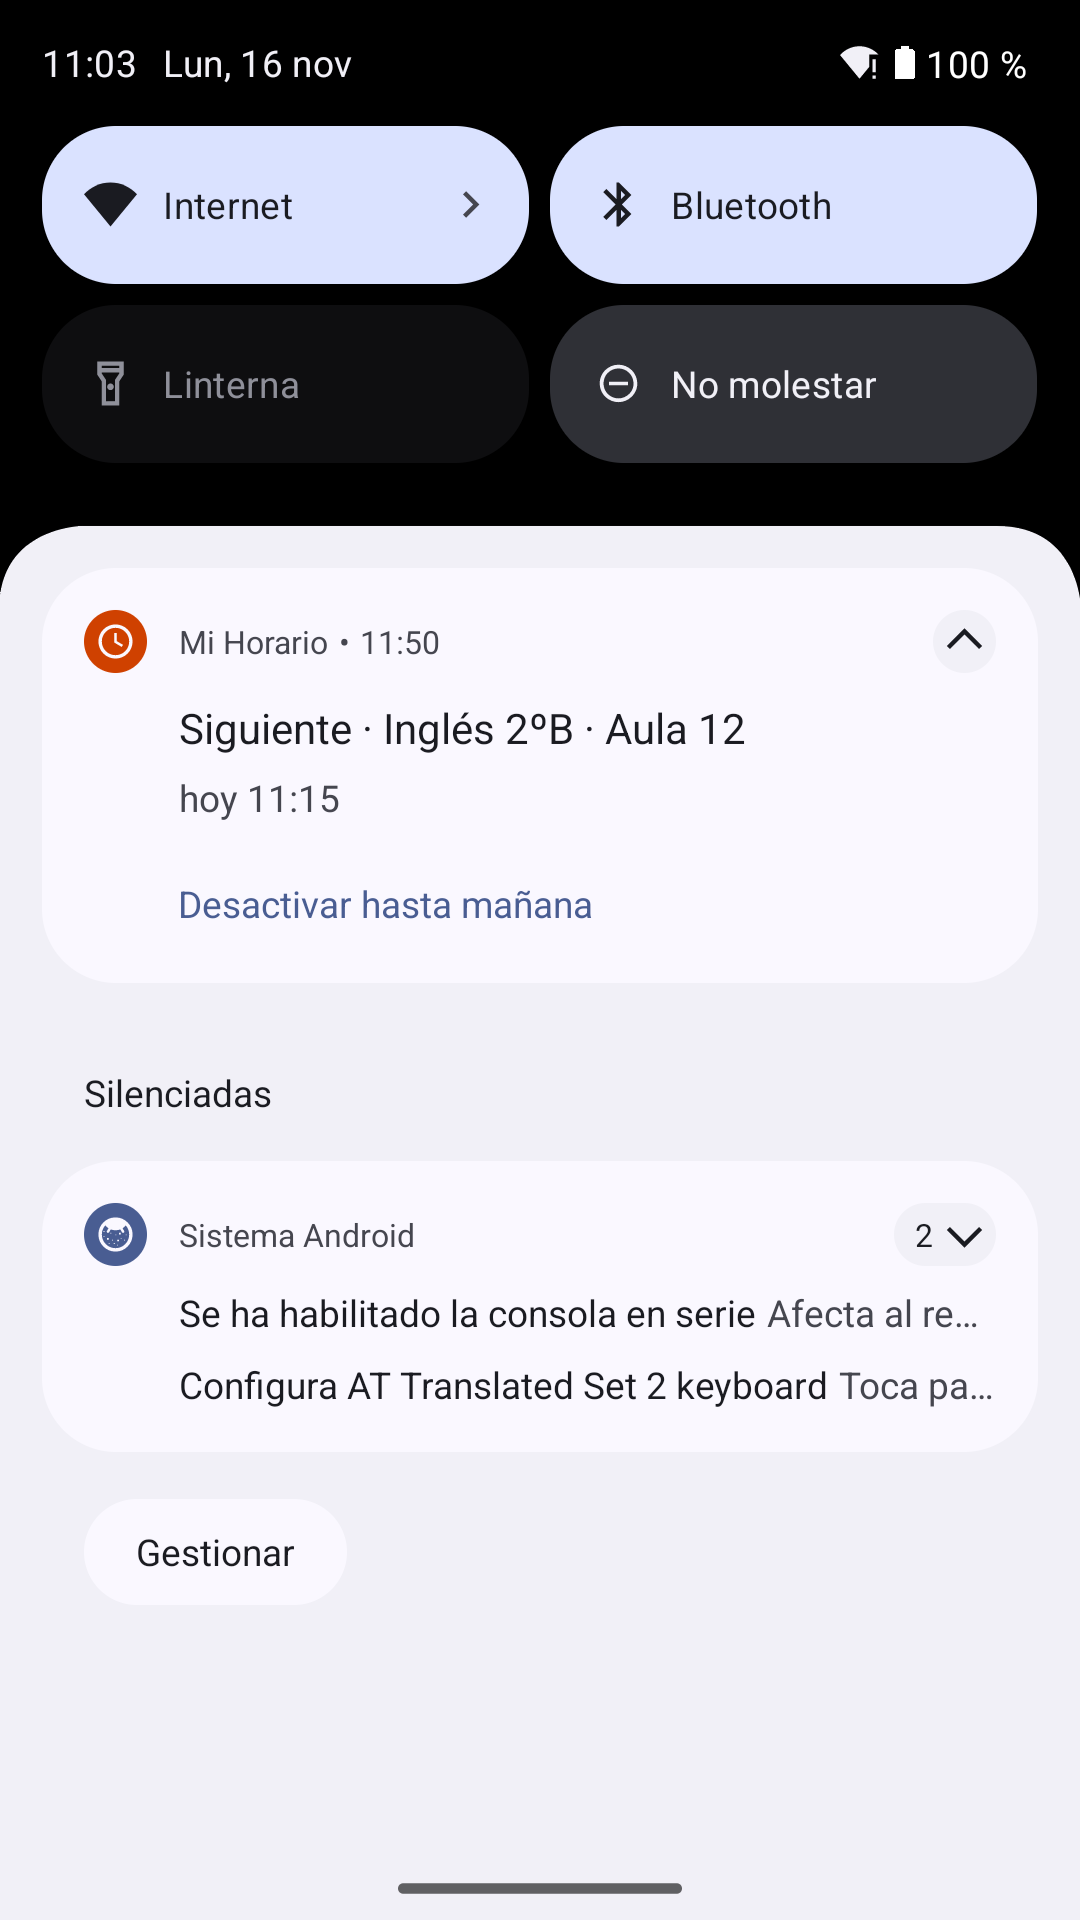 11:03 Lun, 16 nov 100 %
Internet
Bluetooth
Linterna
No molestar
Mi Horario • 11:50
Siguiente · Inglés 2ºB · Aula 12
hoy 11:15
Desactivar hasta mañana
Silenciadas
Sistema Android 2
Se ha habilitado la consola en serie Afecta al re…
Configura AT Translated Set 2 keyboard Toca pa…
Gestionar